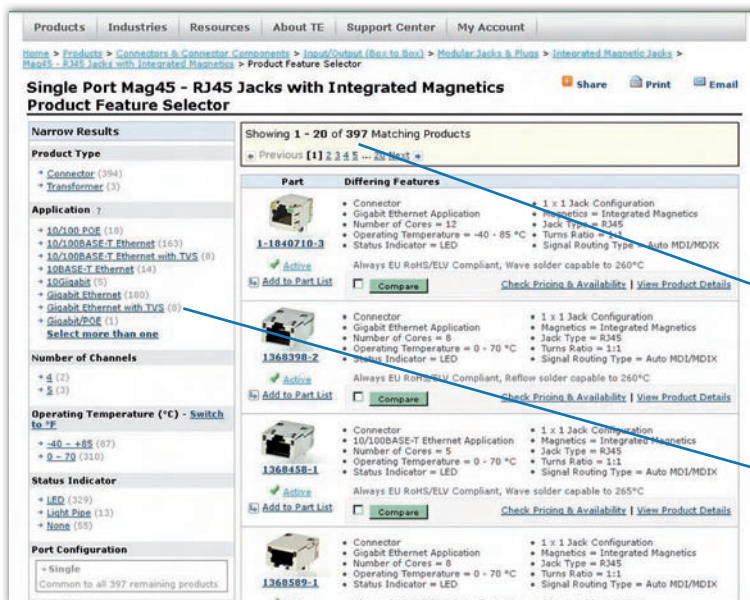 Products Industries Resources About TE Support Center My Account
Home > Products > Connectors & Connector Components > Input/Output (Box to Box) > Modular Jacks & Plugs > Integrated Magnetic Jacks >
Mag45 - RJ45 Jacks with Integrated Magnetics > Product Feature Selector
Single Port Mag45 - RJ45 Jacks with Integrated Magnetics
Product Feature Selector
Share Print Email
Narrow Results
Product Type
Connector (394)
Transformer (3)
Application ?
10/100 POE (18)
10/100BASE-T Ethernet (163)
10/100BASE-T Ethernet with TVS (8)
10BASE-T Ethernet (14)
10Gigabit (5)
Gigabit Ethernet (180)
Gigabit Ethernet with TVS (8)
Gigabit/POE (1)
Select more than one
Number of Channels
4 (2)
5 (3)
Operating Temperature (°C) - Switch
to °F
-40 - +85 (87)
0 - 70 (310)
Status Indicator
LED (329)
Light Pipe (13)
None (55)
Port Configuration
Single
Common to all 397 remaining products
Showing 1 - 20 of 397 Matching Products
Previous [1] 2 3 4 5 ... 20 Next
Part Differing Features
1-1840710-3
Active
Add to Part List
• Connector
• Gigabit Ethernet Application
• Number of Cores = 12
• Operating Temperature = -40 - 85 °C
• Status Indicator = LED
• 1 x 1 Jack Configuration
• Magnetics = Integrated Magnetics
• Jack Type = RJ45
• Turns Ratio = 1:1
• Signal Routing Type = Auto MDI/MDIX
Always EU RoHS/ELV Compliant, Wave solder capable to 260°C
Compare Check Pricing & Availability | View Product Details
1368398-2
Active
Add to Part List
• Connector
• Gigabit Ethernet Application
• Number of Cores = 8
• Operating Temperature = 0 - 70 °C
• Status Indicator = LED
• 1 x 1 Jack Configuration
• Magnetics = Integrated Magnetics
• Jack Type = RJ45
• Turns Ratio = 1:1
• Signal Routing Type = Auto MDI/MDIX
Always EU RoHS/ELV Compliant, Reflow solder capable to 260°C
Compare Check Pricing & Availability | View Product Details
1368458-1
Active
Add to Part List
• Connector
• 10/100BASE-T Ethernet Application
• Number of Cores = 5
• Operating Temperature = 0 - 70 °C
• Status Indicator = LED
• 1 x 1 Jack Configuration
• Magnetics = Integrated Magnetics
• Jack Type = RJ45
• Turns Ratio = 1:1
• Signal Routing Type = Auto MDI/MDIX
Always EU RoHS/ELV Compliant, Wave solder capable to 265°C
Compare Check Pricing & Availability | View Product Details
1368589-1
• Connector
• Gigabit Ethernet Application
• Number of Cores = 8
• Operating Temperature = 0 - 70 °C
• Status Indicator = LED
• 1 x 1 Jack Configuration
• Magnetics = Integrated Magnetics
• Jack Type = RJ45
• Turns Ratio = 1:1
• Signal Routing Type = Auto MDI/MDIX